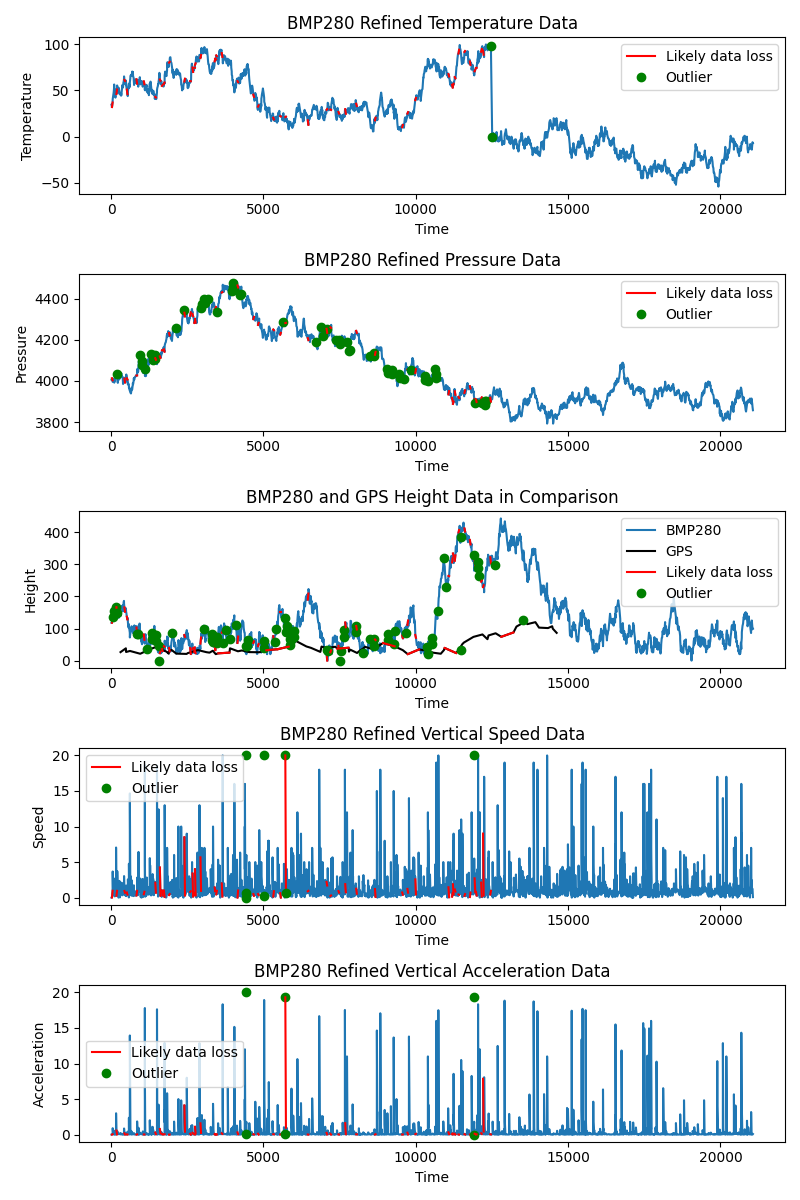 BMP280 Refined Temperature Data
100
50
0
−50
Temperature
Likely data loss
Outlier
0 5000 10000 15000 20000
Time
BMP280 Refined Pressure Data
4400
4200
4000
3800
Pressure
Likely data loss
Outlier
0 5000 10000 15000 20000
Time
BMP280 and GPS Height Data in Comparison
400
300
200
100
0
Height
BMP280
GPS
Likely data loss
Outlier
0 5000 10000 15000 20000
Time
BMP280 Refined Vertical Speed Data
20
15
10
5
0
Speed
Likely data loss
Outlier
0 5000 10000 15000 20000
Time
BMP280 Refined Vertical Acceleration Data
20
15
10
5
0
Acceleration
Likely data loss
Outlier
0 5000 10000 15000 20000
Time